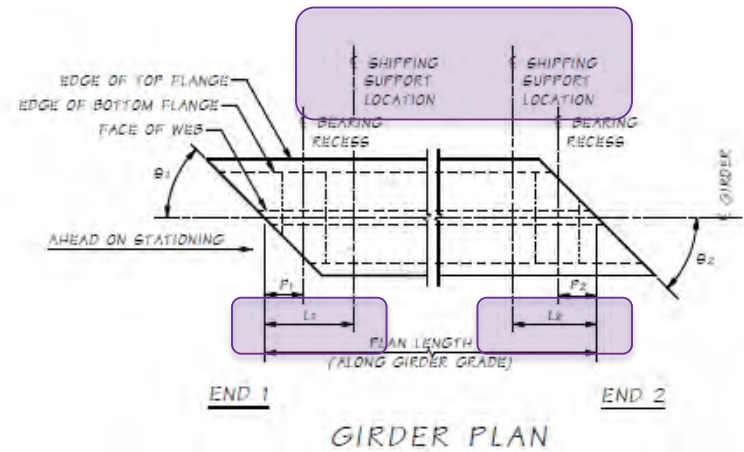 ℄ SHIPPING
SUPPORT
LOCATION
℄ SHIPPING
SUPPORT
LOCATION
EDGE OF TOP FLANGE
EDGE OF BOTTOM FLANGE
FACE OF WEB
℄ BEARING
RECESS
℄ BEARING
RECESS
θ1
℄ GIRDER
AHEAD ON STATIONING
θ2
P1
P2
L1
L2
PLAN LENGTH
(ALONG GIRDER GRADE)
END 1
END 2
GIRDER PLAN